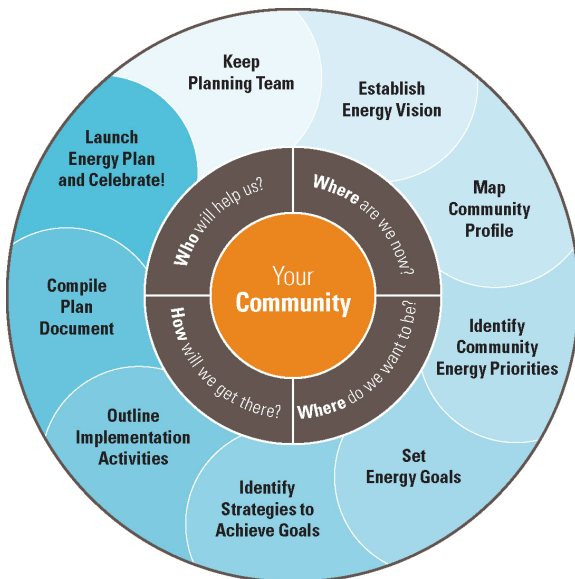 Keep
Planning Team
Establish
Energy Vision
Map
Community
Profile
Identify
Community
Energy Priorities
Set
Energy Goals
Identify
Strategies to
Achieve Goals
Outline
Implementation
Activities
Compile
Plan
Document
Launch
Energy Plan
and Celebrate!
Who will help us?
Where are we now?
Where do we want to be?
How will we get there?
Your
Community